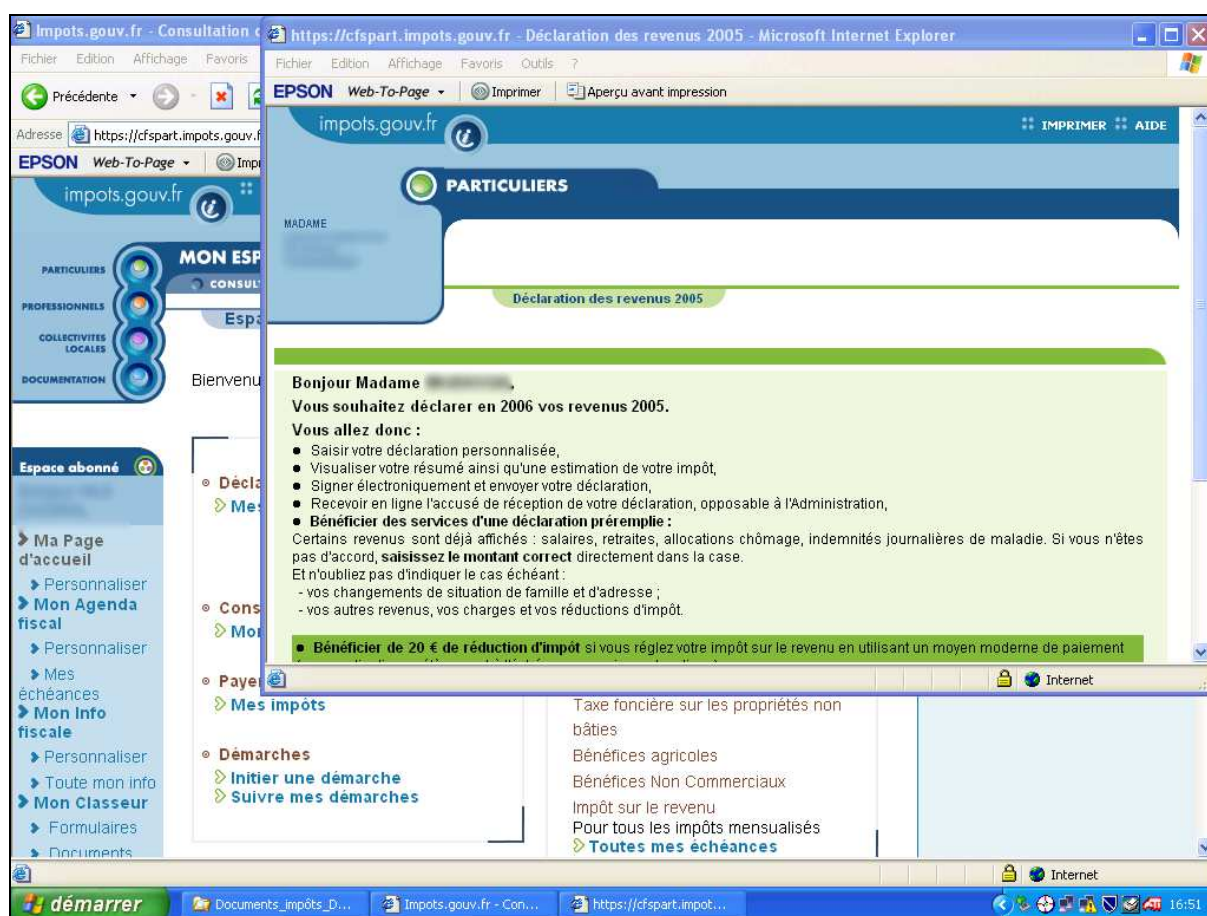 Impots.gouv.fr - Consultation
Fichier Edition Affichage Favoris
Précédente
Adresse https://cfspart.impots.gouv.f
EPSON Web-To-Page
impots.gouv.fr
PARTICULIERS
PROFESSIONNELS
COLLECTIVITES
LOCALES
DOCUMENTATION
MON ESP
CONSUL
Espa
Bienvenu
Espace abonné
Ma Page
d'accueil
Personnaliser
Mon Agenda
fiscal
Personnaliser
Mes
échéances
Mon Info
fiscale
Personnaliser
Toute mon info
Mon Classeur
Formulaires
Documents
Décla
Mes
Cons
Mon
Payer
Mes impôts
Démarches
Initier une démarche
Suivre mes démarches
https://cfspart.impots.gouv.fr - Déclaration des revenus 2005 - Microsoft Internet Explorer
Fichier Edition Affichage Favoris Outils ?
EPSON Web-To-Page Imprimer Aperçu avant impression
impots.gouv.fr
IMPRIMER AIDE
PARTICULIERS
MADAME
Déclaration des revenus 2005
Bonjour Madame
Vous souhaitez déclarer en 2006 vos revenus 2005.
Vous allez donc :
● Saisir votre déclaration personnalisée,
● Visualiser votre résumé ainsi qu'une estimation de votre impôt,
● Signer électroniquement et envoyer votre déclaration,
● Recevoir en ligne l'accusé de réception de votre déclaration, opposable à l'Administration,
● Bénéficier des services d'une déclaration préremplie :
Certains revenus sont déjà affichés : salaires, retraites, allocations chômage, indemnités journalières de maladie. Si vous n'êtes
pas d'accord, saisissez le montant correct directement dans la case.
Et n'oubliez pas d'indiquer le cas échéant :
- vos changements de situation de famille et d'adresse ;
- vos autres revenus, vos charges et vos réductions d'impôt.
● Bénéficier de 20 € de réduction d'impôt si vous réglez votre impôt sur le revenu en utilisant un moyen moderne de paiement
Internet
Taxe foncière sur les propriétés non
bâties
Bénéfices agricoles
Bénéfices Non Commerciaux
Impôt sur le revenu
Pour tous les impôts mensualisés
Toutes mes échéances
Internet
démarrer
Documents_impôts_D...
Impots.gouv.fr - Con...
https://cfspart.impot...
16:51